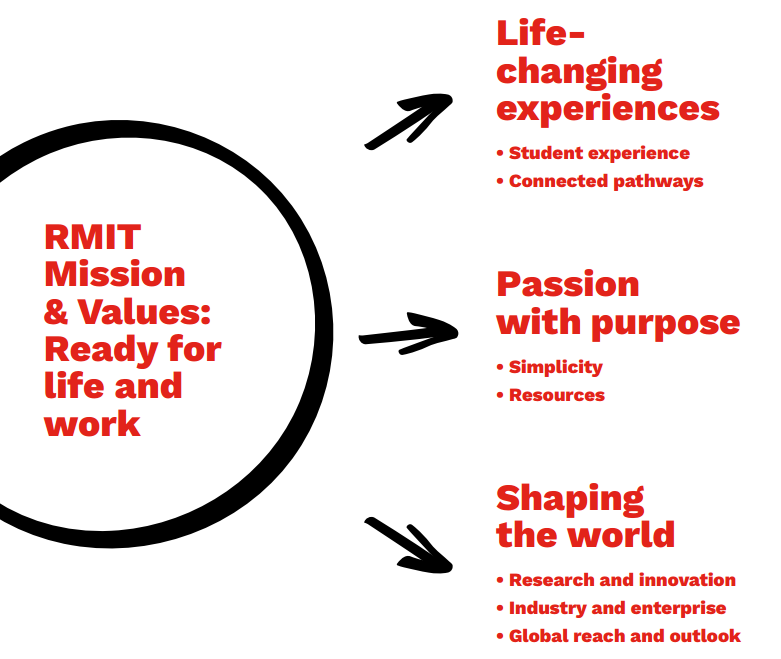 RMIT
Mission
& Values:
Ready for
life and
work
Life-
changing
experiences
• Student experience
• Connected pathways
Passion
with purpose
• Simplicity
• Resources
Shaping
the world
• Research and innovation
• Industry and enterprise
• Global reach and outlook